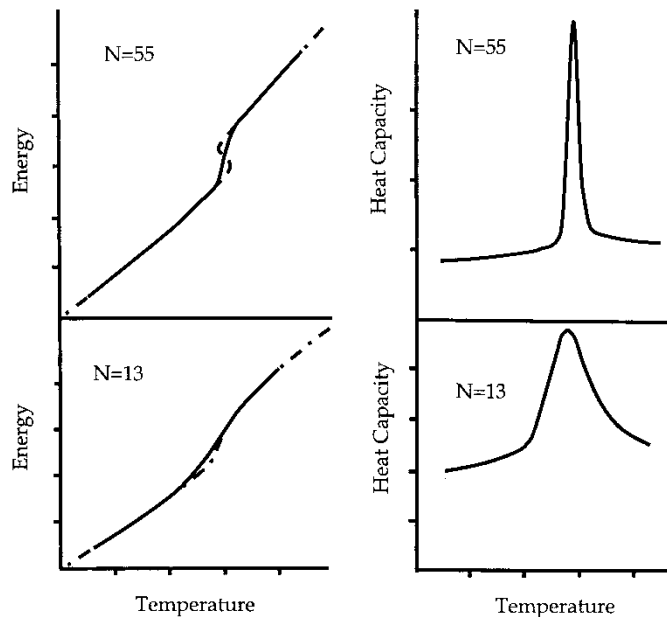 N=55
Energy
N=55
Heat Capacity
N=13
Energy
N=13
Heat Capacity
Temperature
Temperature